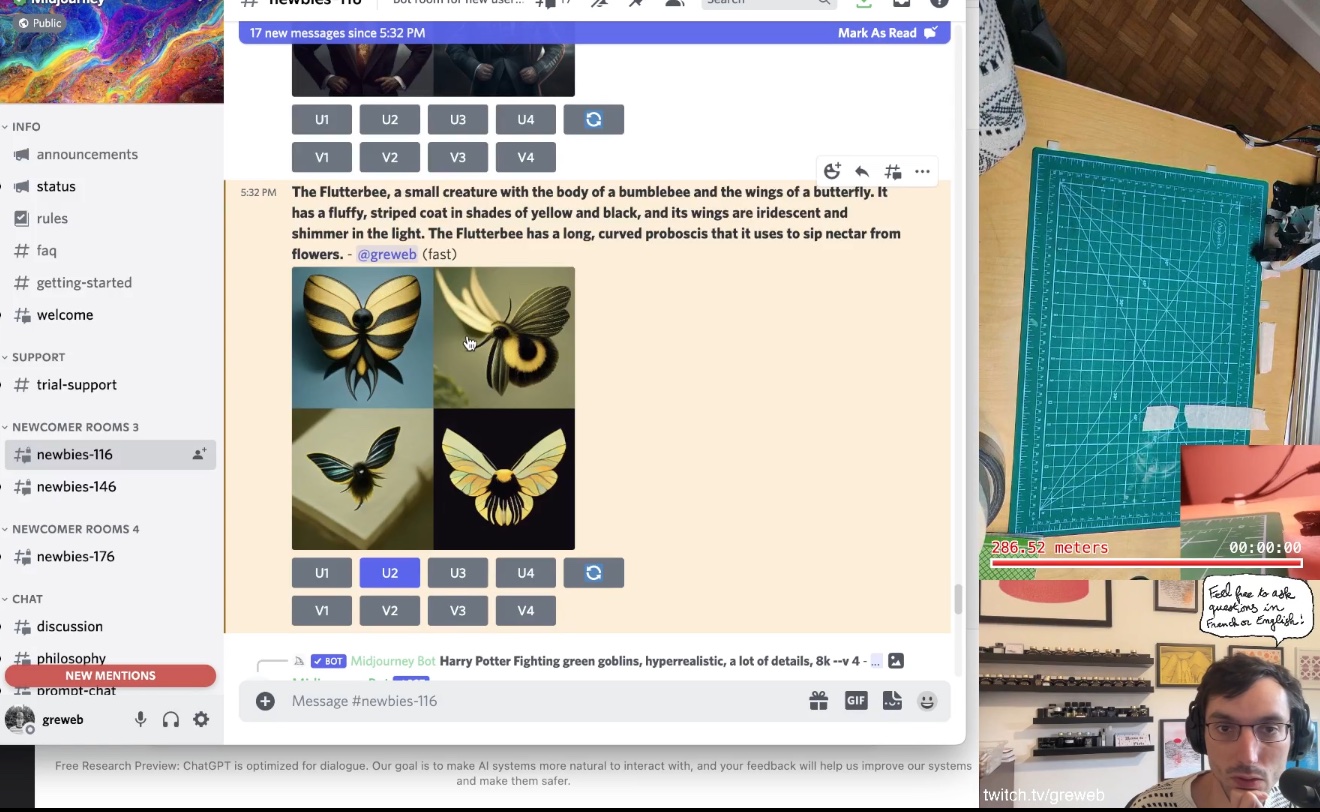 Midjourney
Public
# newbies-116
Bot room for new user...
17
Search
17 new messages since 5:32 PM
Mark As Read
U1 U2 U3 U4
V1 V2 V3 V4
INFO
announcements
status
rules
faq
getting-started
welcome
SUPPORT
trial-support
NEWCOMER ROOMS 3
newbies-116
newbies-146
NEWCOMER ROOMS 4
newbies-176
CHAT
discussion
philosophy
NEW MENTIONS
prompt-chat
greweb
5:32 PM
The Flutterbee, a small creature with the body of a bumblebee and the wings of a butterfly. It
has a fluffy, striped coat in shades of yellow and black, and its wings are iridescent and
shimmer in the light. The Flutterbee has a long, curved proboscis that it uses to sip nectar from
flowers. - @greweb (fast)
U1 U2 U3 U4
V1 V2 V3 V4
BOT Midjourney Bot Harry Potter Fighting green goblins, hyperrealistic, a lot of details, 8k --v 4 - ...
Message #newbies-116
GIF
Free Research Preview: ChatGPT is optimized for dialogue. Our goal is to make AI systems more natural to interact with, and your feedback will help us improve our systems
and make them safer.
286.52 meters
00:00:00
Feel free to ask
questions in
French or English!
twitch.tv/greweb